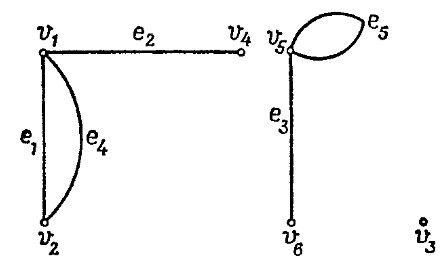 v₁ e₂ v₄ v₅ e₅
e₁ e₄ e₃
v₂ v₆ v₃